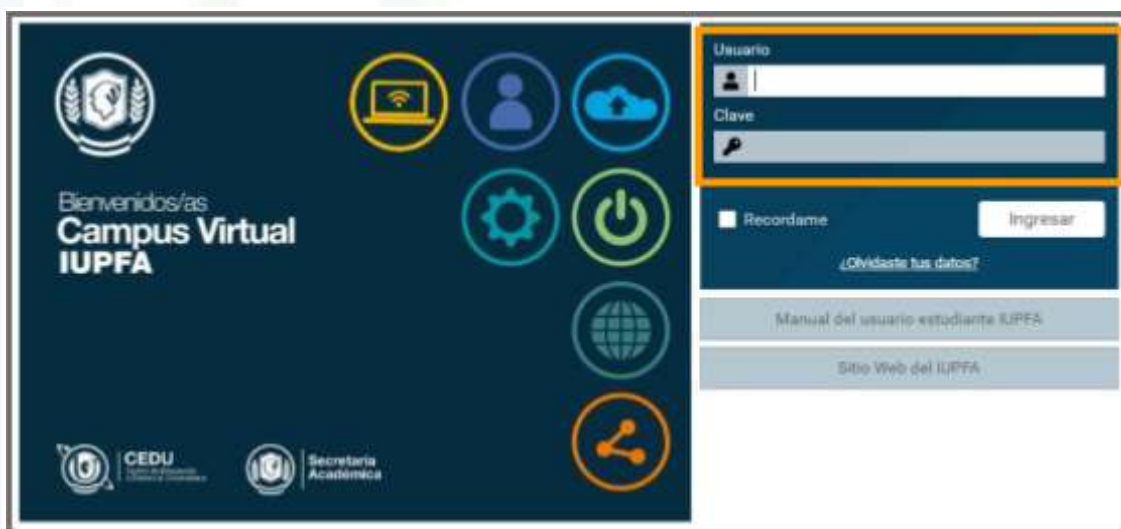 Bienvenidos/as
Campus Virtual
IUPFA
CEDU
Secretaría
Académica
Usuario
Clave
Recordame
Ingresar
¿Olvidaste tus datos?
Manual del usuario estudiante IUPFA
Sitio Web del IUPFA